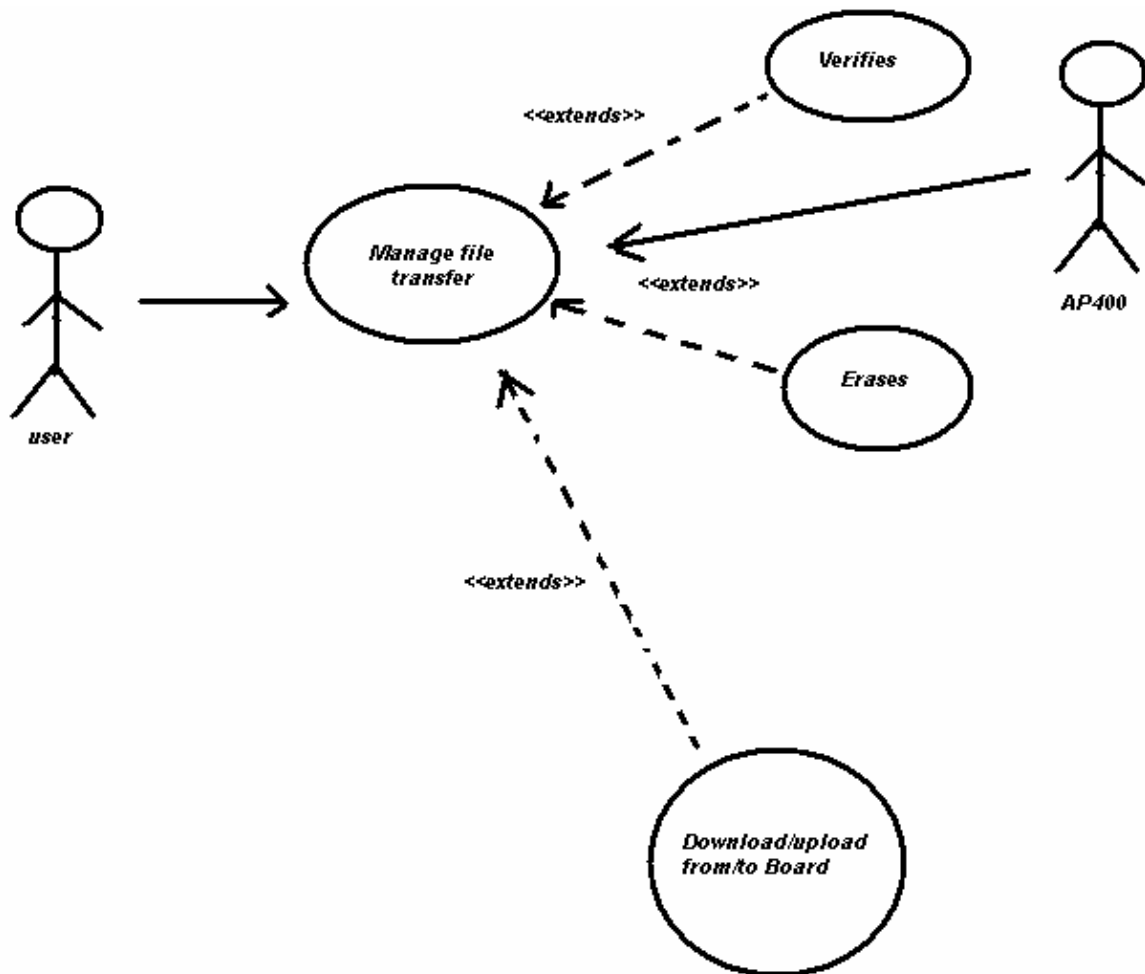 Verifies
<<extends>>
Manage file
transfer
<<extends>>
AP400
Erases
user
<<extends>>
Download/upload
from/to Board